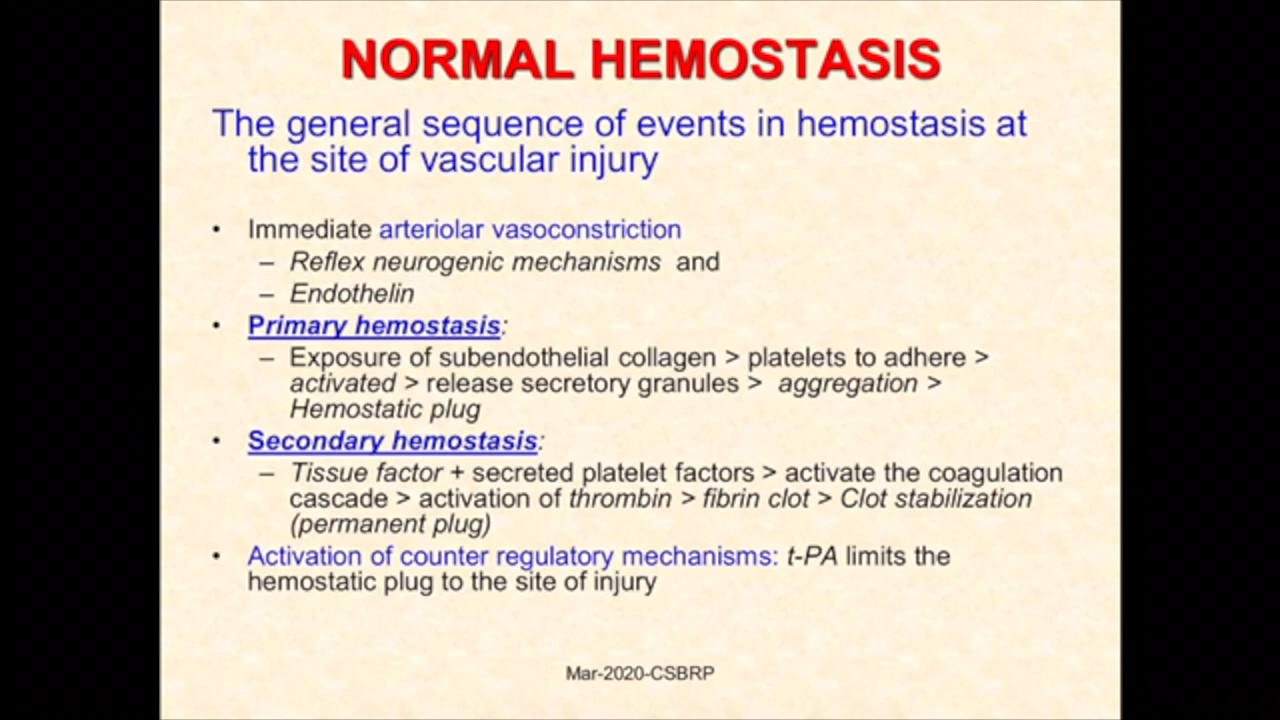 NORMAL HEMOSTASIS
The general sequence of events in hemostasis at
the site of vascular injury
• Immediate arteriolar vasoconstriction
– Reflex neurogenic mechanisms and
– Endothelin
• Primary hemostasis:
– Exposure of subendothelial collagen > platelets to adhere >
activated > release secretory granules > aggregation >
Hemostatic plug
• Secondary hemostasis:
– Tissue factor + secreted platelet factors > activate the coagulation
cascade > activation of thrombin > fibrin clot > Clot stabilization
(permanent plug)
• Activation of counter regulatory mechanisms: t-PA limits the
hemostatic plug to the site of injury
Mar-2020-CSBRP